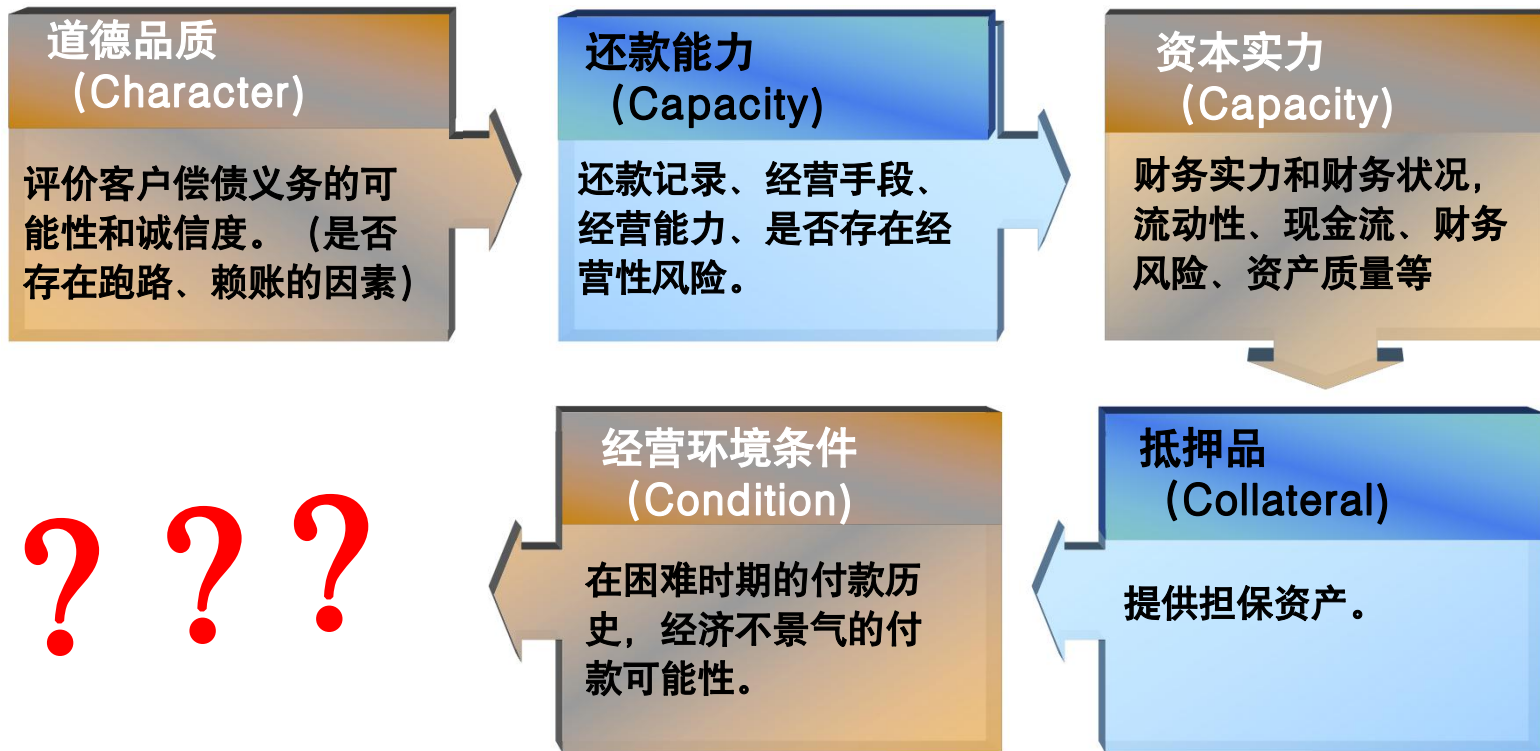 道德品质
（Character)
评价客户偿债义务的可
能性和诚信度。（是否
存在跑路、赖账的因素）
还款能力
（Capacity)
还款记录、经营手段、
经营能力、是否存在经
营性风险。
资本实力
（Capacity)
财务实力和财务状况，
流动性、现金流、财务
风险、资产质量等
抵押品
（Collateral)
提供担保资产。
经营环境条件
（Condition)
在困难时期的付款历
史，经济不景气的付
款可能性。
？？？